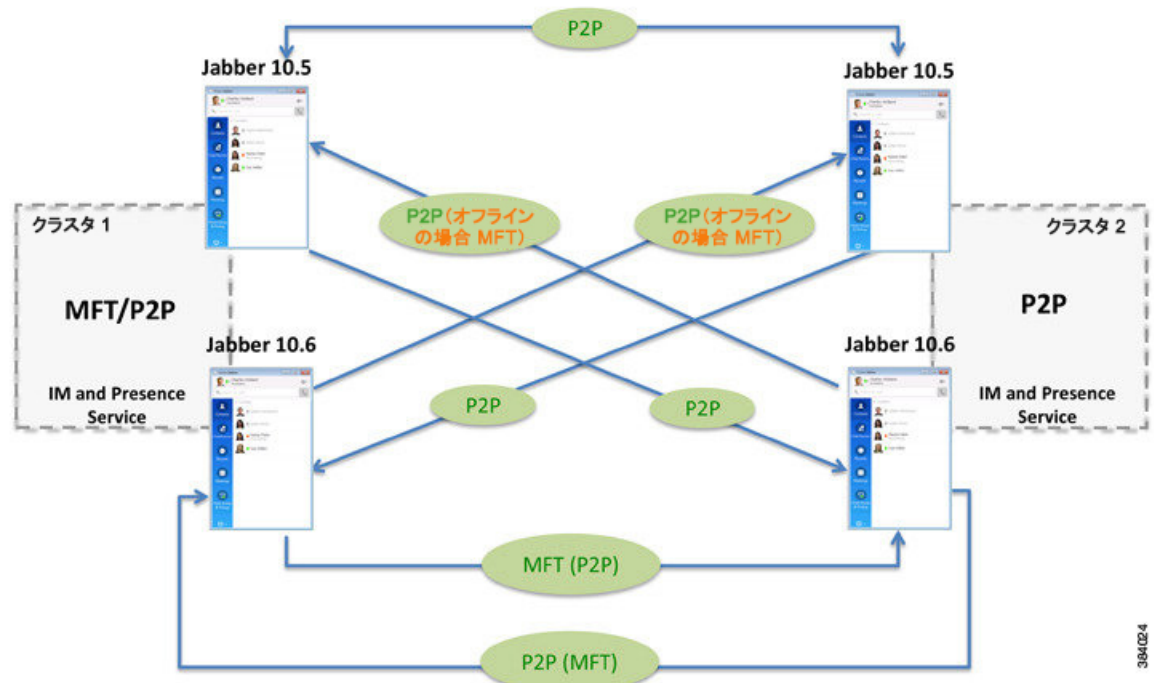 P2P
Jabber 10.5
Jabber 10.5
P2P(オフライン
の場合 MFT)
P2P(オフライン
の場合 MFT)
クラスタ 1
MFT/P2P
IM and Presence
Service
クラスタ 2
P2P
IM and Presence
Service
Jabber 10.6
Jabber 10.6
P2P
P2P
MFT (P2P)
P2P (MFT)
384024